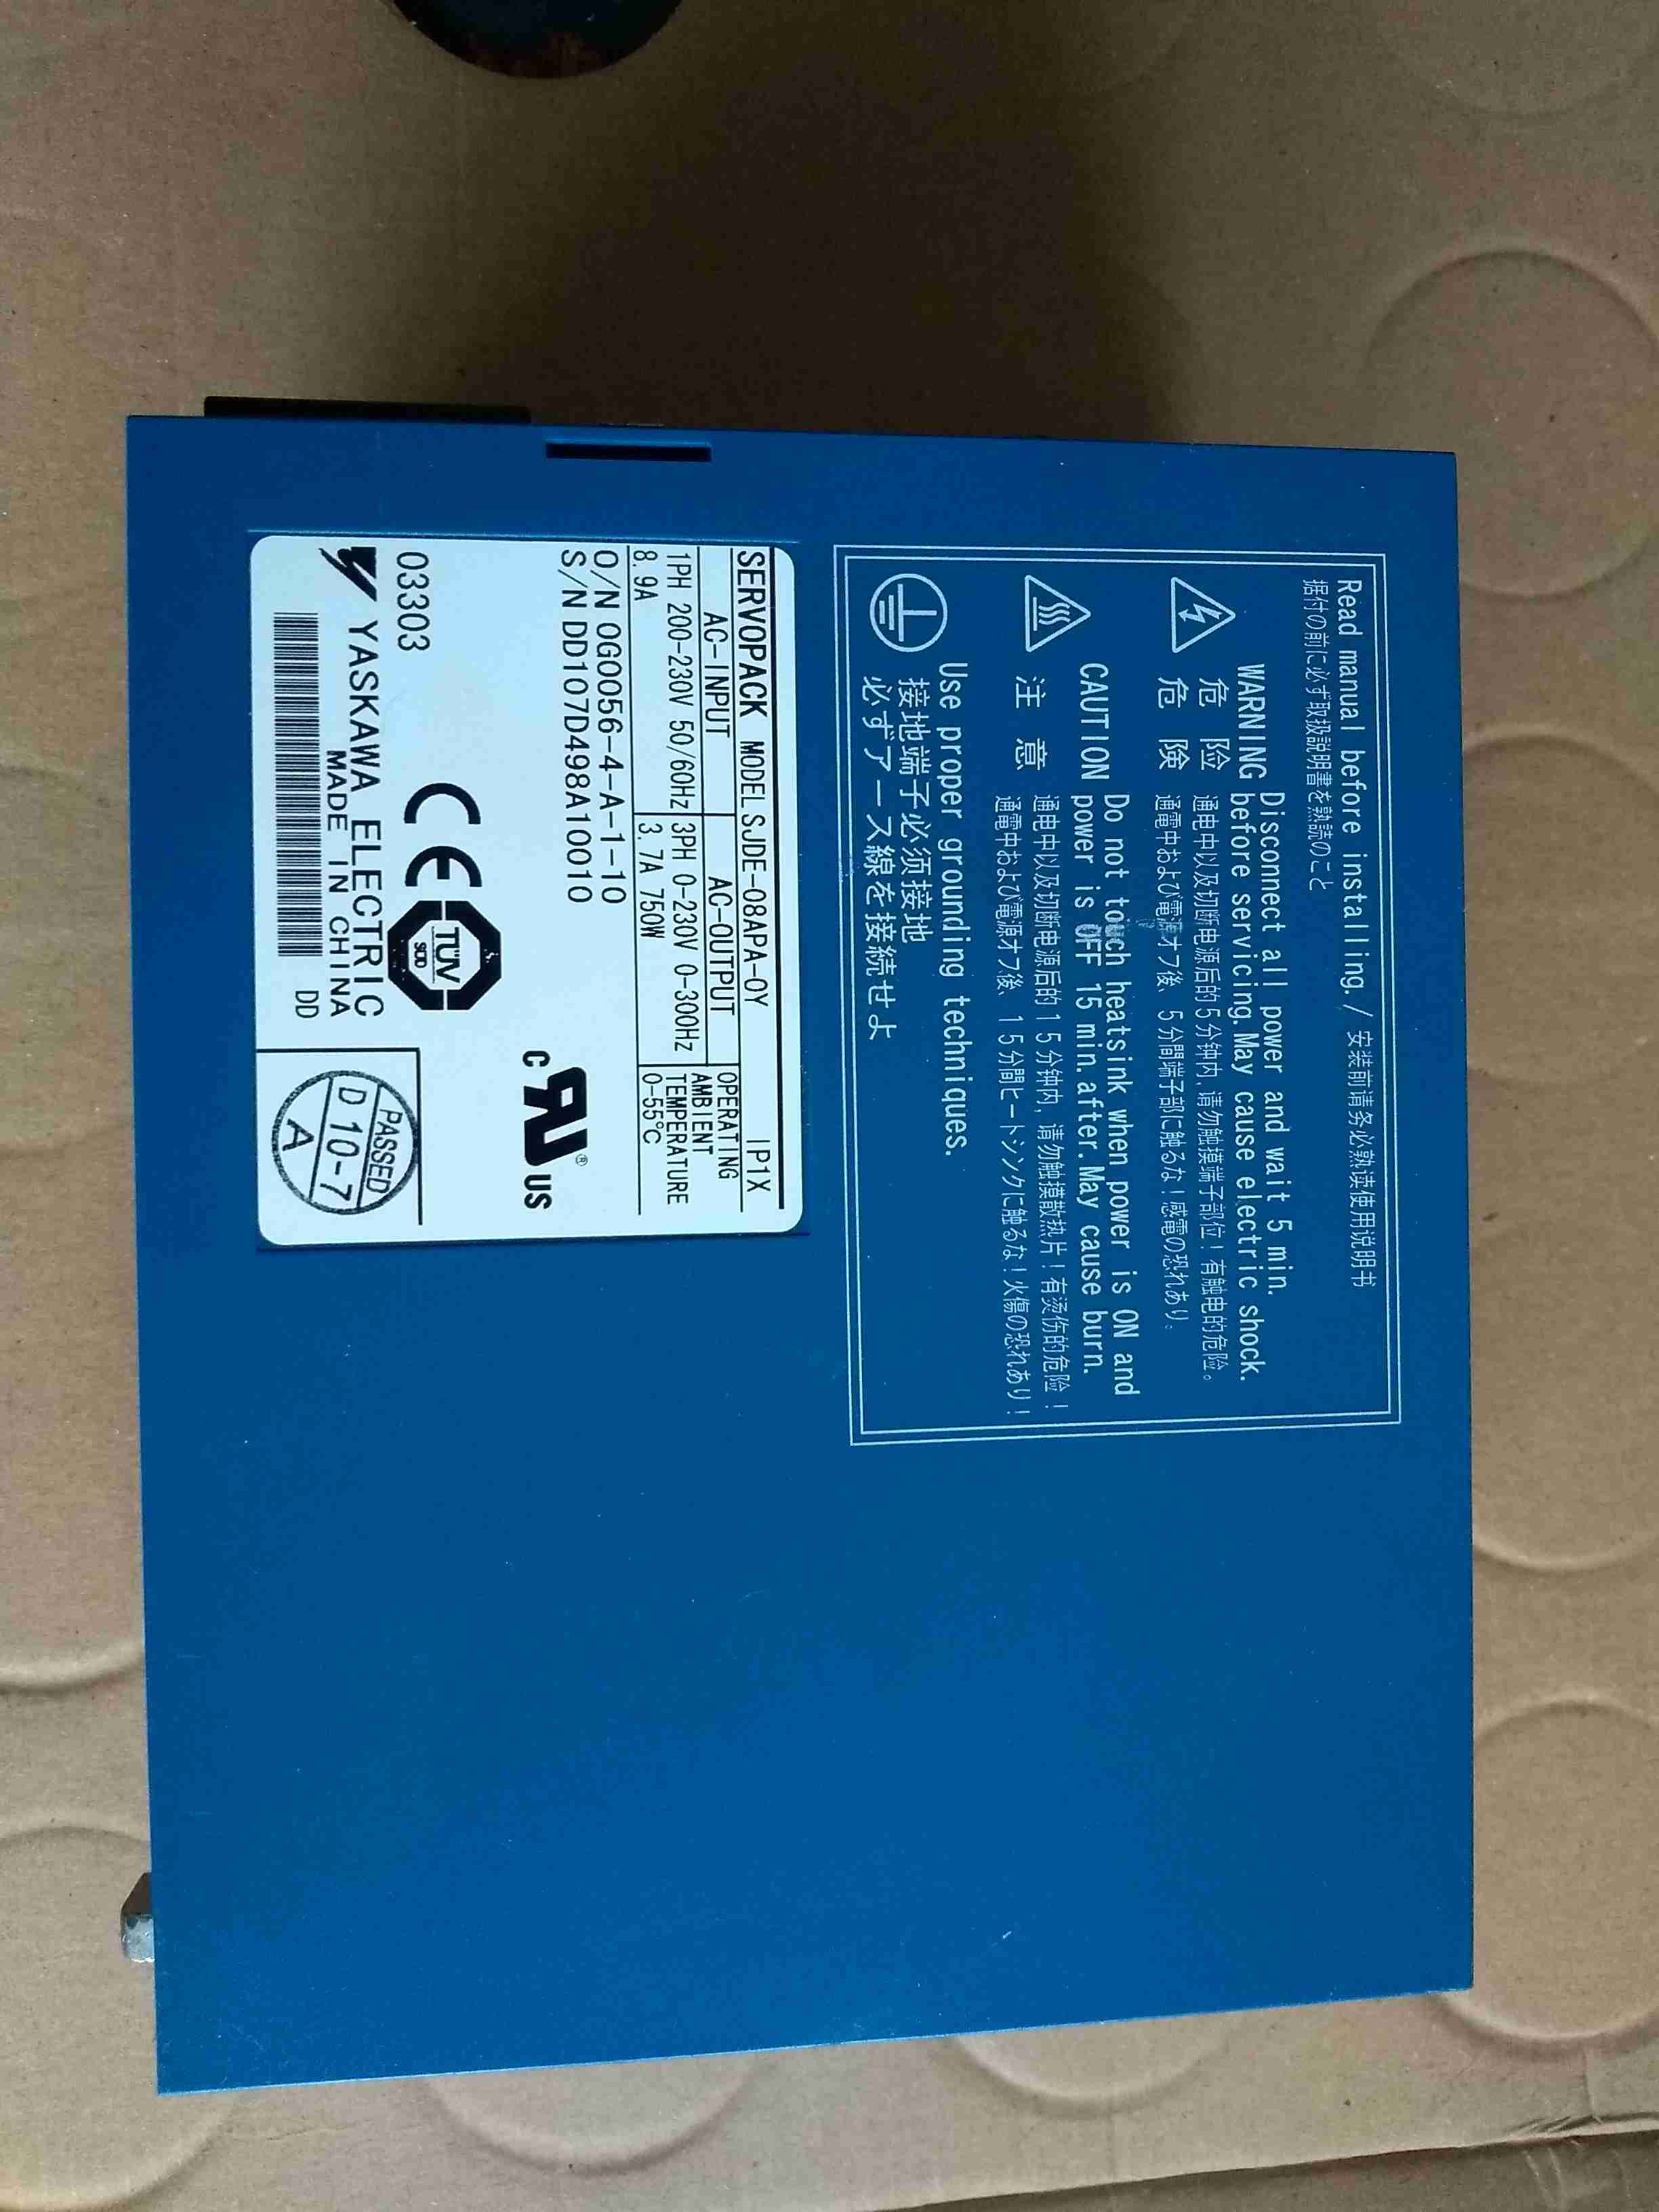 Read manual before installing. / 安装前请务必熟读使用说明书
据付の前に必ず取扱説明書を熟読のこと
WARNING Disconnect all power and wait 5 min.
before servicing. May cause electric shock.
危 险 通电中以及切断电源后的5分钟内,请勿触摸端子部位!有触电的危险。
危 険 通電中および電源オフ後、5分間端子部に触るな!感電の恐れあり。
CAUTION Do not touch heatsink when power is ON and
power is OFF 15 min. after. May cause burn.
注 意 通电中以及切断电源后的15分钟内,请勿触摸散热片!有烫伤的危险!
通電中および電源オフ後、15分間ヒートシンクに触るな!火傷の恐れあり!
Use proper grounding techniques.
接地端子必须接地
必ずアース線を接続せよ
SERVOPACK MODEL SJDE-08APA-OY IP1X
AC-INPUT AC-OUTPUT OPERATING AMBIENT TEMPERATURE
1PH 200-230V 50/60Hz 3PH 0-230V 0-300Hz
8.9A 3.7A 750W 0-55℃
O/N 0G0056-4-A-1-10
S/N DD107D498A10010
C US ®
03303 CE TÜV SÜD
YASKAWA ELECTRIC
MADE IN CHINA
DD
PASSED
D 10-7
A